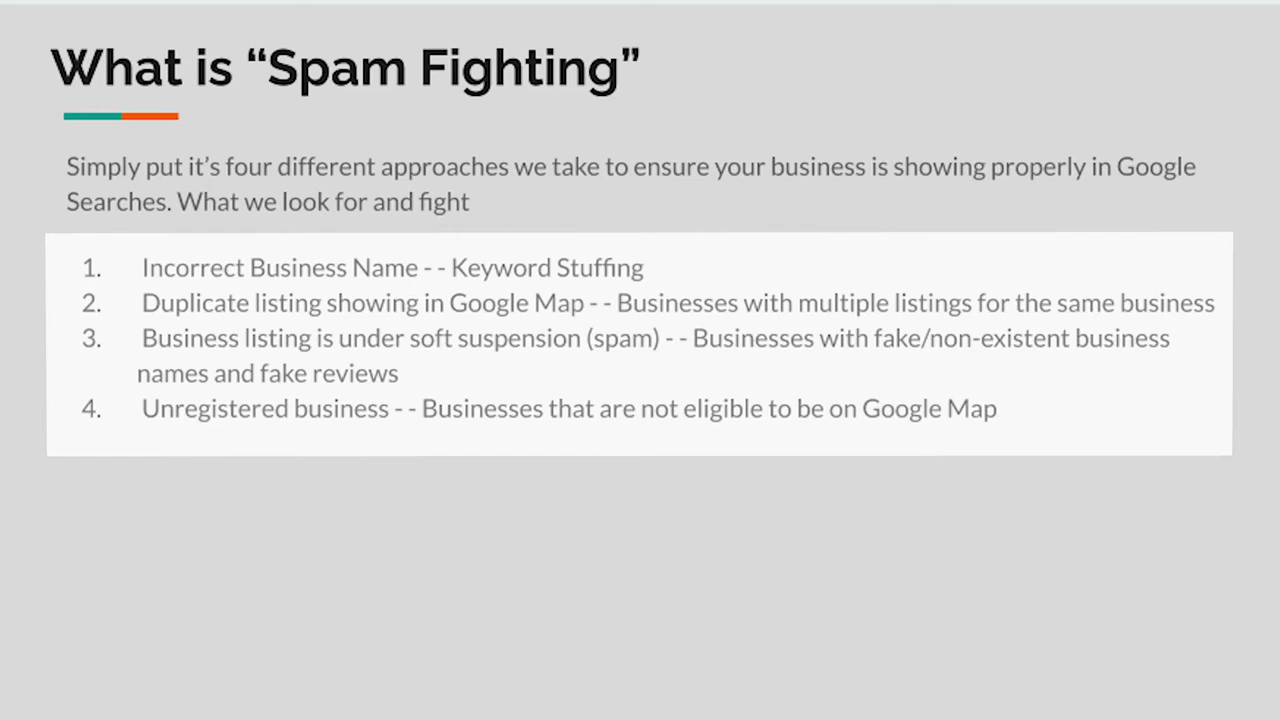 What is “Spam Fighting”
Simply put it’s four different approaches we take to ensure your business is showing properly in Google
Searches. What we look for and fight
1. Incorrect Business Name - - Keyword Stuffing
2. Duplicate listing showing in Google Map - - Businesses with multiple listings for the same business
3. Business listing is under soft suspension (spam) - - Businesses with fake/non-existent business
names and fake reviews
4. Unregistered business - - Businesses that are not eligible to be on Google Map